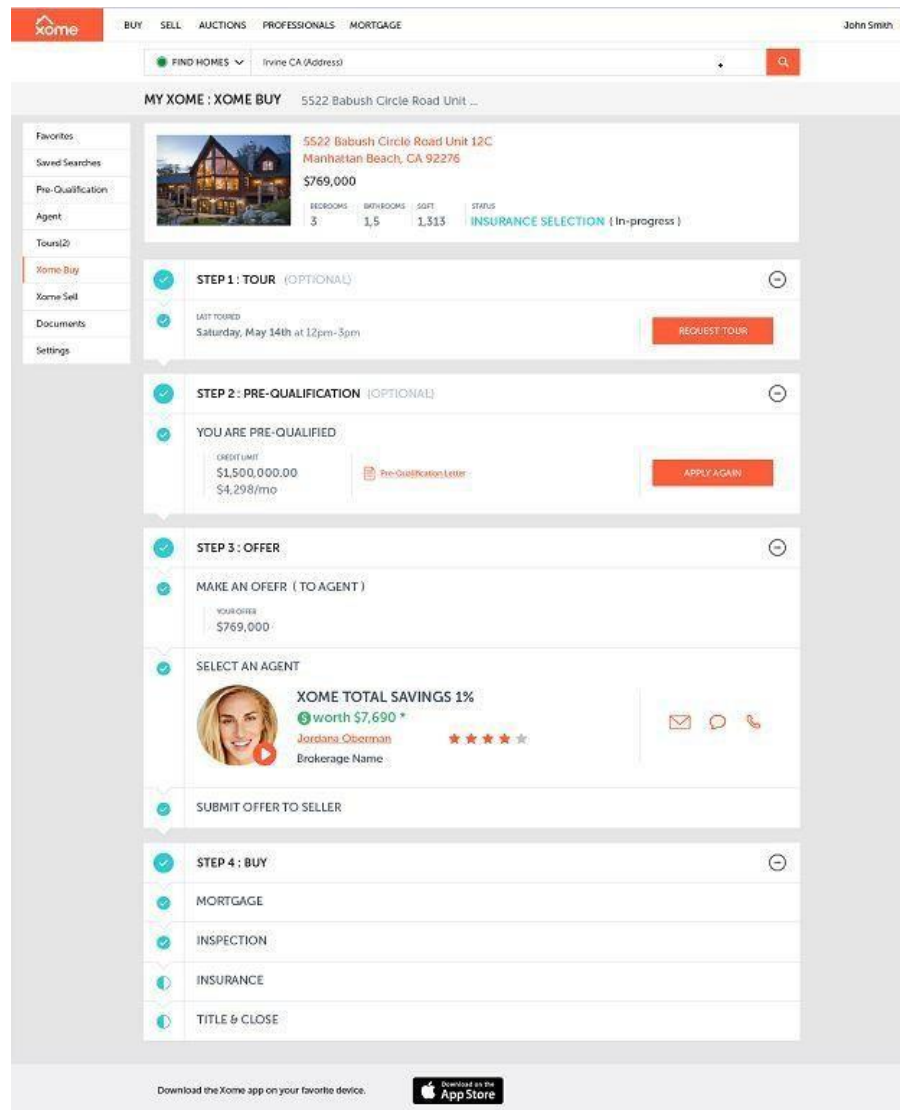 xome
BUY SELL AUCTIONS PROFESSIONALS MORTGAGE
John Smith
FIND HOMES Irvine CA (Address)
MY XOME : XOME BUY 5522 Babush Circle Road Unit ...
Favorites
Saved Searches
Pre-Qualification
Agent
Tours(2)
Xome Buy
Xome Sell
Documents
Settings
5522 Babush Circle Road Unit 12C
Manhattan Beach, CA 92276
$769,000
BEDROOMS BATHROOMS SQFT STATUS
3 1,5 1,313 INSURANCE SELECTION ( In-progress )
STEP 1 : TOUR (OPTIONAL)
LAST TOURED
Saturday, May 14th at 12pm-3pm
REQUEST TOUR
STEP 2 : PRE-QUALIFICATION (OPTIONAL)
YOU ARE PRE-QUALIFIED
CREDIT LIMIT
$1,500,000.00
$4,298/mo
Pre-Qualification Letter
APPLY AGAIN
STEP 3 : OFFER
MAKE AN OFEFR ( TO AGENT )
YOUR OFFER
$769,000
SELECT AN AGENT
XOME TOTAL SAVINGS 1%
$ worth $7,690 *
Jordana Oberman
Brokerage Name
SUBMIT OFFER TO SELLER
STEP 4 : BUY
MORTGAGE
INSPECTION
INSURANCE
TITLE & CLOSE
Download the Xome app on your favorite device.
Download on the
App Store